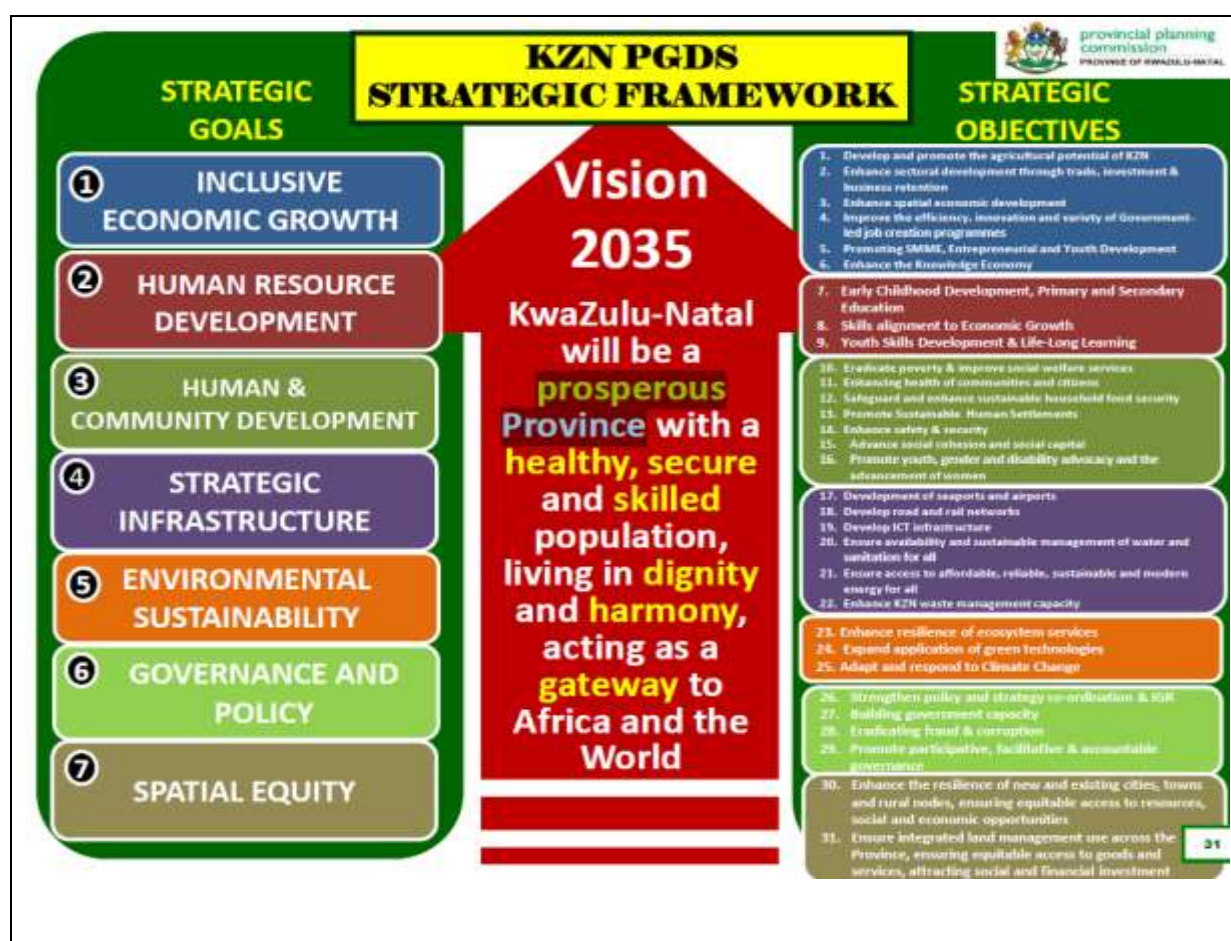 KZN PGDS
STRATEGIC FRAMEWORK
provincial planning
commission
PROVINCE OF KWAZULU-NATAL
STRATEGIC
GOALS
1 INCLUSIVE
ECONOMIC GROWTH
2 HUMAN RESOURCE
DEVELOPMENT
3 HUMAN &
COMMUNITY DEVELOPMENT
4 STRATEGIC
INFRASTRUCTURE
5 ENVIRONMENTAL
SUSTAINABILITY
6 GOVERNANCE AND
POLICY
7 SPATIAL EQUITY
Vision
2035
KwaZulu-Natal
will be a
prosperous
Province with a
healthy, secure
and skilled
population,
living in dignity
and harmony,
acting as a
gateway to
Africa and the
World
STRATEGIC
OBJECTIVES
1. Develop and promote the agricultural potential of KZN
2. Enhance sectoral development through trade, investment &
business retention
3. Enhance spatial economic development
4. Improve the efficiency, innovation and variety of Government-
led job creation programmes
5. Promoting SMME, Entrepreneurial and Youth Development
6. Enhance the Knowledge Economy
7. Early Childhood Development, Primary and Secondary
Education
8. Skills alignment to Economic Growth
9. Youth Skills Development & Life-Long Learning
10. Eradicate poverty & improve social welfare services
11. Enhancing health of communities and citizens
12. Safeguard and enhance sustainable household food security
13. Promote Sustainable Human Settlements
14. Enhance safety & security
15. Advance social cohesion and social capital
16. Promote youth, gender and disability advocacy and the
advancement of women
17. Development of seaports and airports
18. Develop road and rail networks
19. Develop ICT infrastructure
20. Ensure availability and sustainable management of water and
sanitation for all
21. Ensure access to affordable, reliable, sustainable and modern
energy for all
22. Enhance KZN waste management capacity
23. Enhance resilience of ecosystem services
24. Expand application of green technologies
25. Adapt and respond to Climate Change
26. Strengthen policy and strategy co-ordination & IGR
27. Building government capacity
28. Eradicating fraud & corruption
29. Promote participative, facilitative & accountable
governance
30. Enhance the resilience of new and existing cities, towns
and rural nodes, ensuring equitable access to resources,
social and economic opportunities
31. Ensure integrated land management use across the
Province, ensuring equitable access to goods and
services, attracting social and financial investment
31